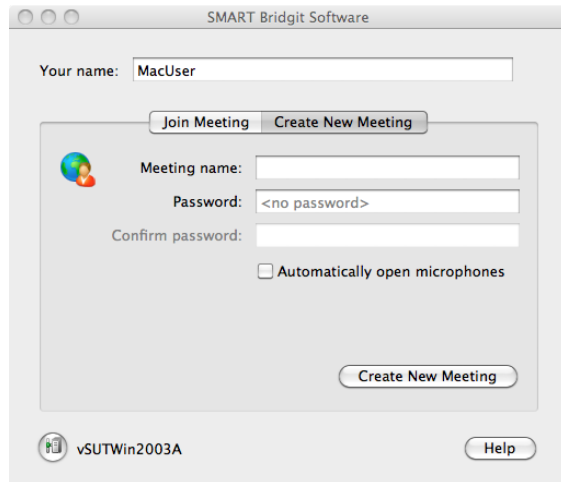 SMART Bridgit Software
Your name: MacUser
Join Meeting Create New Meeting
Meeting name:
Password: <no password>
Confirm password:
Automatically open microphones
Create New Meeting
vSUTWin2003A Help